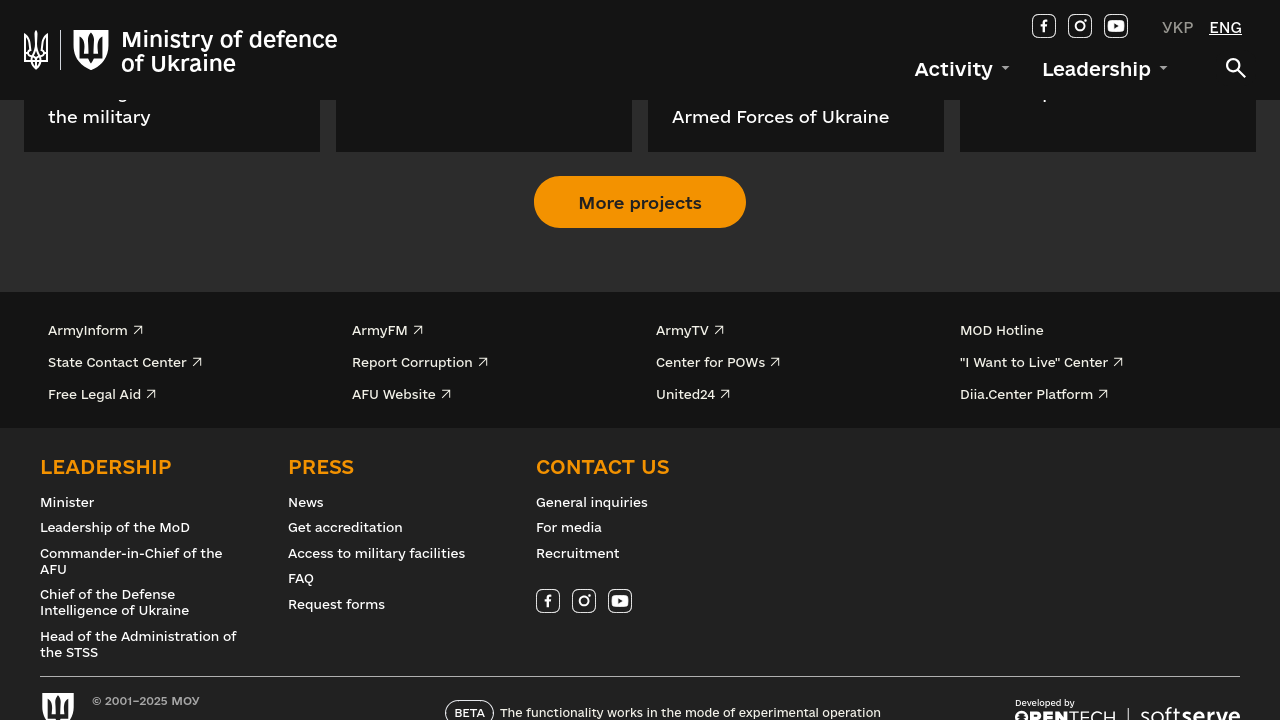 Ministry of defence
of Ukraine
УКР
ENG
Activity
Leadership
the military
Armed Forces of Ukraine
More projects
ArmyInform
ArmyFM
ArmyTV
MOD Hotline
State Contact Center
Report Corruption
Center for POWs
"I Want to Live" Center
Free Legal Aid
AFU Website
United24
Diia.Center Platform
LEADERSHIP
Minister
Leadership of the MoD
Commander-in-Chief of the
AFU
Chief of the Defense
Intelligence of Ukraine
Head of the Administration of
the STSS
PRESS
News
Get accreditation
Access to military facilities
FAQ
Request forms
CONTACT US
General inquiries
For media
Recruitment
© 2001–2025 МОУ
BETA
The functionality works in the mode of experimental operation
Developed by
OPENTECH
softserve